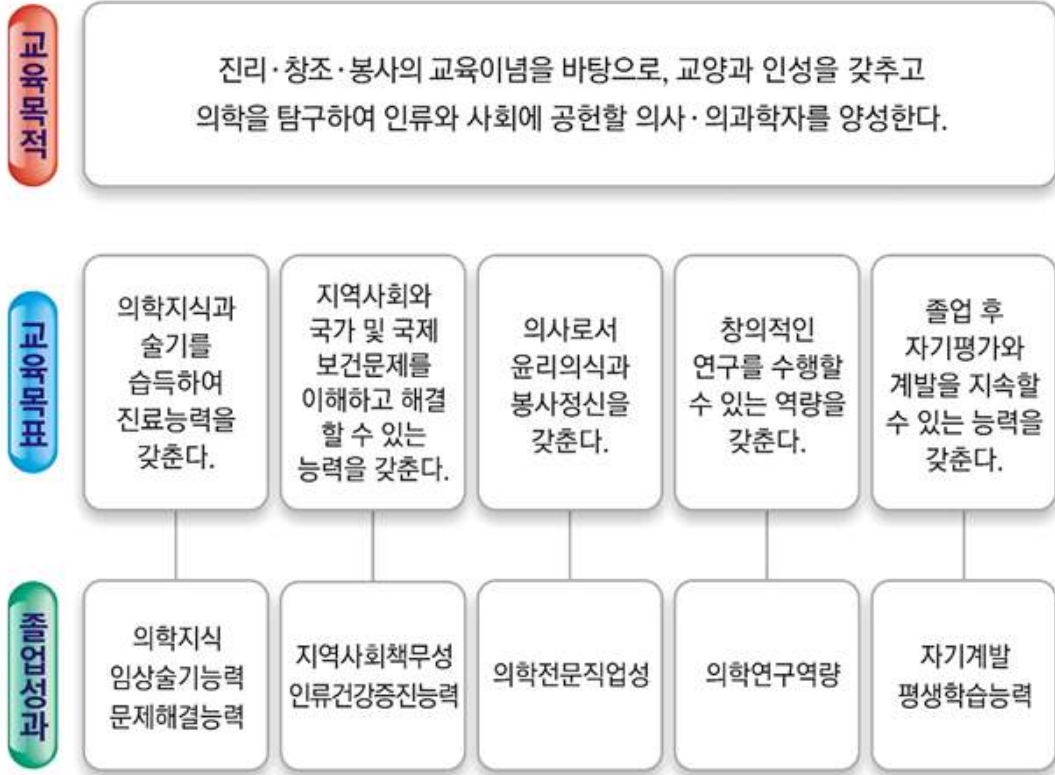 교육목적
진리·창조·봉사의 교육이념을 바탕으로, 교양과 인성을 갖추고
의학을 탐구하여 인류와 사회에 공헌할 의사·의과학자를 양성한다.
교육목표
의학지식과
술기를
습득하여
진료능력을
갖춘다.
지역사회와
국가 및 국제
보건문제를
이해하고 해결
할 수 있는
능력을 갖춘다.
의사로서
윤리의식과
봉사정신을
갖춘다.
창의적인
연구를 수행할
수 있는 역량을
갖춘다.
졸업 후
자기평가와
계발을 지속할
수 있는 능력을
갖춘다.
졸업성과
의학지식
임상술기능력
문제해결능력
지역사회책무성
인류건강증진능력
의학전문직업성
의학연구역량
자기계발
평생학습능력